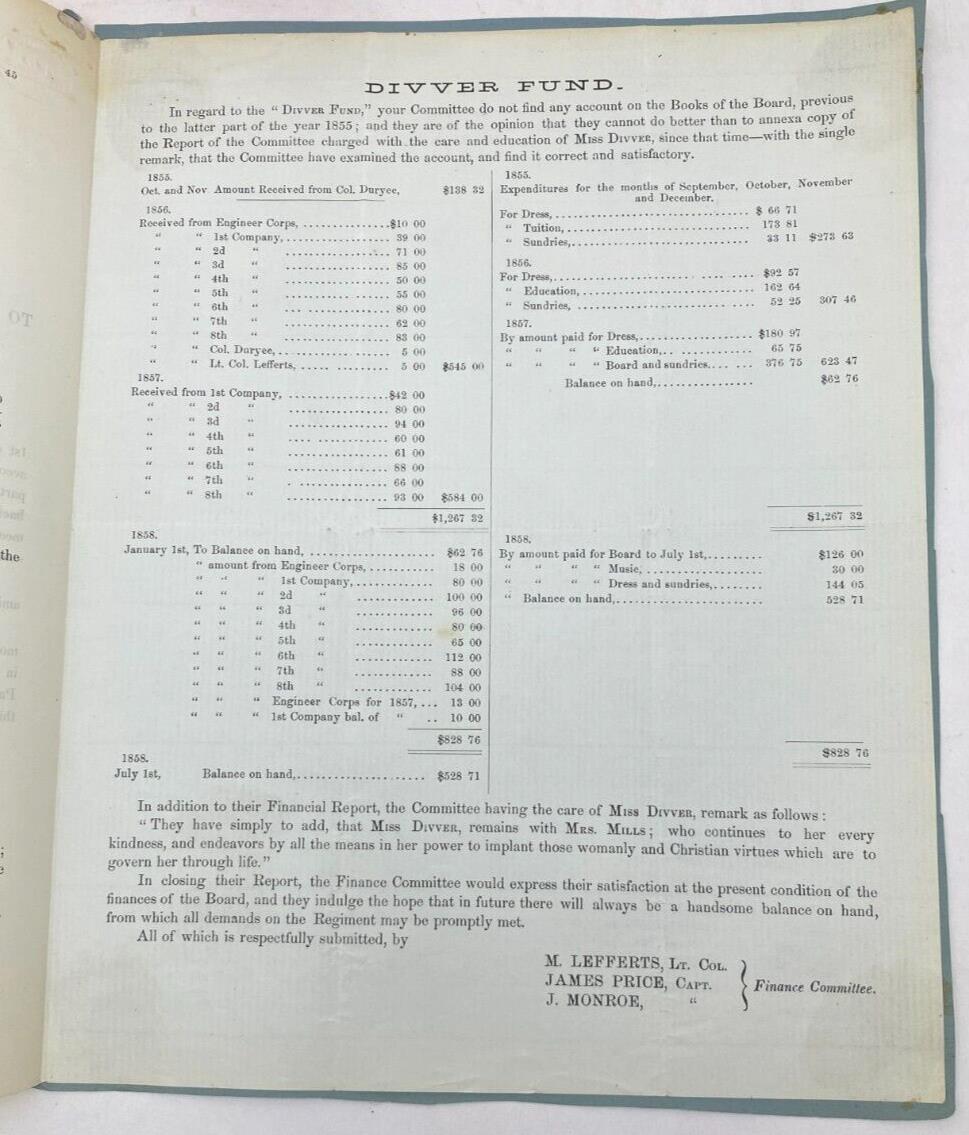 45
TO
1st
the
DIVVER FUND.
In regard to the "DIVVER FUND," your Committee do not find any account on the Books of the Board, previous
to the latter part of the year 1855; and they are of the opinion that they cannot do better than to annexa copy of
the Report of the Committee charged with the care and education of MISS DIVVER, since that time—with the single
remark, that the Committee have examined the account, and find it correct and satisfactory.
1855.
Oct. and Nov Amount Received from Col. Duryee, $138 32
1856.
Received from Engineer Corps, ................$10 00
" " 1st Company,................... 39 00
" " 2d " ................... 71 00
" " 3d " ................... 85 00
" " 4th " ................... 50 00
" " 5th " ................... 55 00
" " 6th " ................... 80 00
" " 7th " ................... 62 00
" " 8th " ................... 83 00
" " Col. Duryee,.................... 5 00
" " Lt. Col. Lefferts, ................ 5 00 $545 00
1857.
Received from 1st Company, ...................$42 00
" " 2d " ................... 80 00
" " 3d " ................... 94 00
" " 4th " ................... 60 00
" " 5th " ................... 61 00
" " 6th " ................... 88 00
" " 7th " ................... 66 00
" " 8th " ................... 93 00 $584 00
$1,267 32
1858.
January 1st, To Balance on hand, ....................... $62 76
" amount from Engineer Corps, ........... 18 00
" " " 1st Company,............. 80 00
" " " 2d " ............. 100 00
" " " 3d " ............. 96 00
" " " 4th " ............. 80 00
" " " 5th " ............. 65 00
" " " 6th " ............. 112 00
" " " 7th " ............. 88 00
" " " 8th " ............. 104 00
" " " Engineer Corps for 1857,... 13 00
" " " 1st Company bal. of " .. 10 00
$828 76
1858.
July 1st, Balance on hand,....................... $528 71
1855.
Expenditures for the months of September, October, November
and December.
For Dress,.................................. $ 66 71
" Tuition,................................ 173 81
" Sundries,............................... 33 11 $273 63
1856.
For Dress,.................................. $92 57
" Education, .............................. 162 64
" Sundries, ............................... 52 25 307 46
1857.
By amount paid for Dress,.................... $180 97
" " " " Education,............... 65 75
" " " " Board and sundries....... 376 75 623 47
Balance on hand,................ $62 76
$1,267 32
1858.
By amount paid for Board to July 1st,......... $126 00
" " " " Music, .................... 30 00
" " " " Dress and sundries,........ 144 05
" Balance on hand,......................... 528 71
$828 76
In addition to their Financial Report, the Committee having the care of MISS DIVVER, remark as follows:
"They have simply to add, that MISS DIVVER, remains with MRS. MILLS; who continues to her every
kindness, and endeavors by all the means in her power to implant those womanly and Christian virtues which are to
govern her through life."
In closing their Report, the Finance Committee would express their satisfaction at the present condition of the
finances of the Board, and they indulge the hope that in future there will always be a handsome balance on hand,
from which all demands on the Regiment may be promptly met.
All of which is respectfully submitted, by
M. LEFFERTS, LT. COL.
JAMES PRICE, CAPT.
J. MONROE, "
Finance Committee.